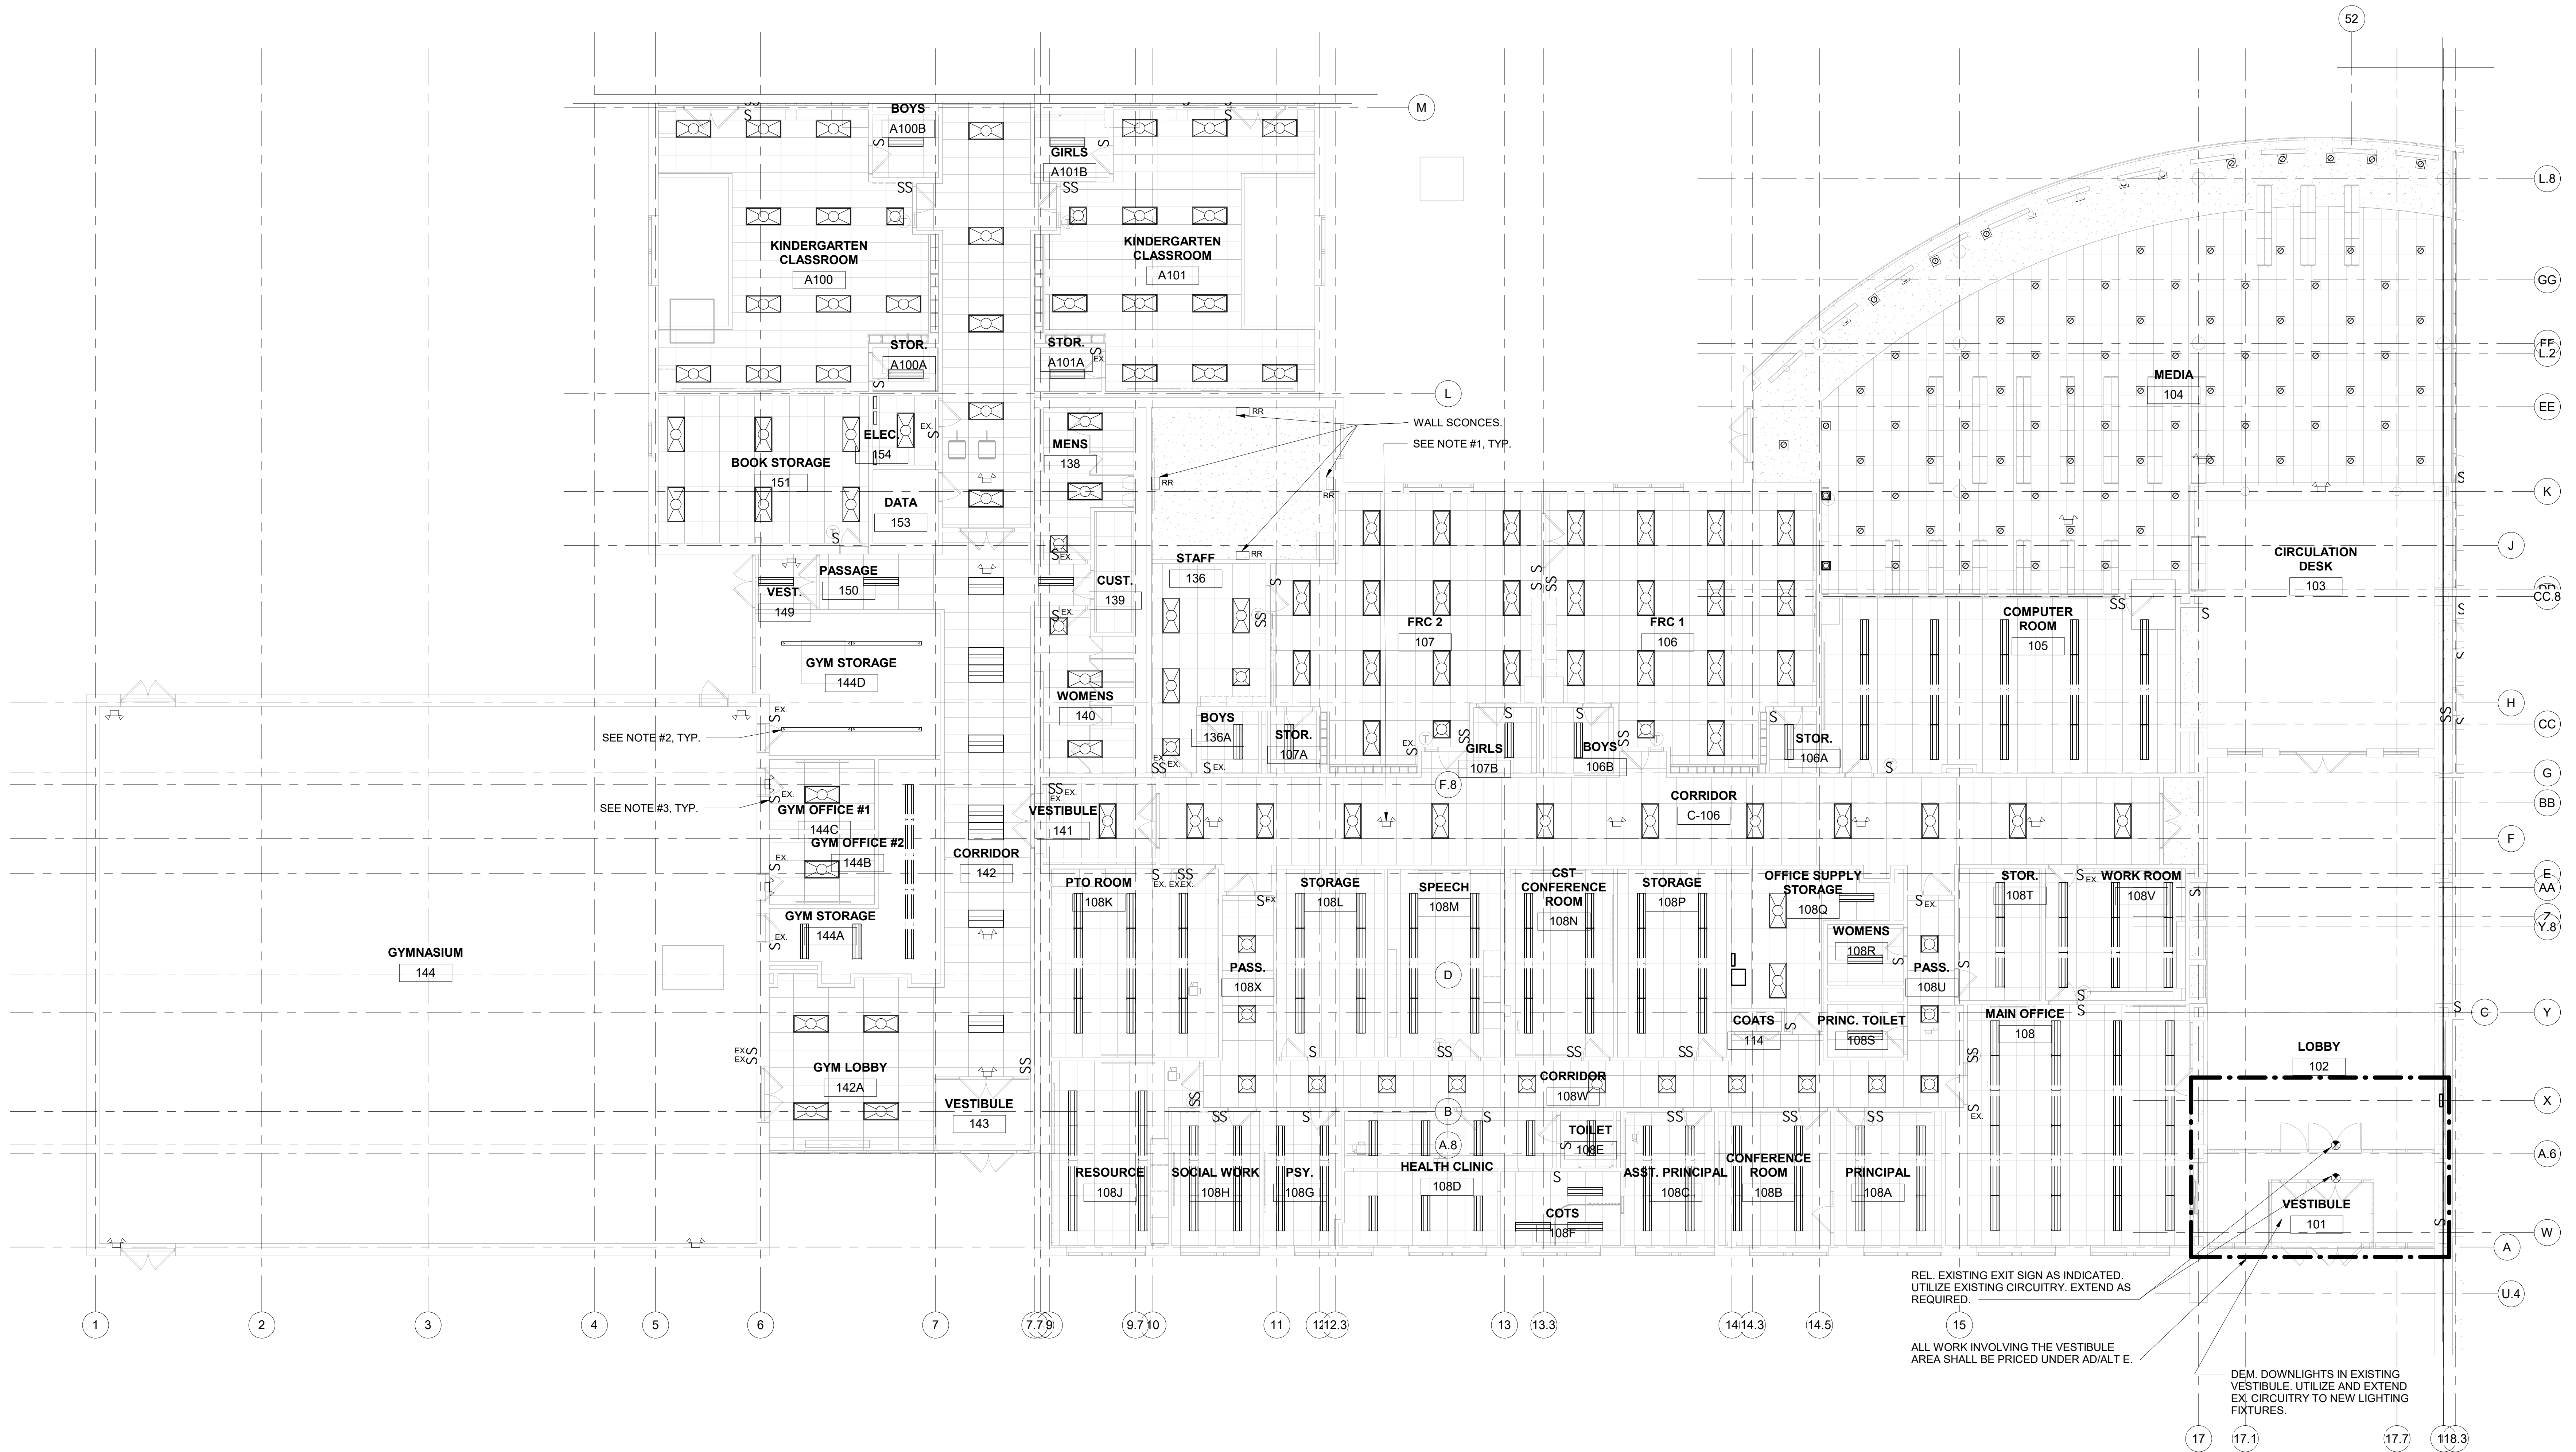 52
M
BOYS
A100B
GIRLS
A101B
S
SS
L.8
KINDERGARTEN
CLASSROOM
A100
KINDERGARTEN
CLASSROOM
A101
GG
STOR.
A100A
STOR.
A101A
EX.
FF
L.2
MEDIA
104
L
RR
WALL SCONCES.
SEE NOTE #1, TYP.
EE
ELEC.
154
EX.
MENS
138
BOOK STORAGE
151
RR
RR
K
DATA
153
STAFF
136
RR
J
CIRCULATION
DESK
103
PASSAGE
150
VEST.
149
CUST.
139
EX.
EX.
CC.8
COMPUTER
ROOM
105
FRC 2
107
FRC 1
106
GYM STORAGE
144D
WOMENS
140
H
BOYS
136A
STOR.
107A
GIRLS
107B
BOYS
106B
STOR.
106A
CC
SEE NOTE #2, TYP.
G
F.8
SEE NOTE #3, TYP.
GYM OFFICE #1
144C
VESTIBULE
141
CORRIDOR
C-106
BB
GYM OFFICE #2
144B
CORRIDOR
142
F
E
AA
PTO ROOM
108K
STORAGE
108L
SPEECH
108M
CST
CONFERENCE
ROOM
108N
STORAGE
108P
OFFICE SUPPLY
STORAGE
108Q
STOR.
108T
WORK ROOM
108V
Z
Y.8
GYM STORAGE
144A
WOMENS
108R
GYMNASIUM
144
PASS.
108X
D
PASS.
108U
COATS
114
PRINC. TOILET
108S
MAIN OFFICE
108
C
Y
LOBBY
102
GYM LOBBY
142A
CORRIDOR
108W
VESTIBULE
143
B
X
A.8
TOILET
108E
A.6
RESOURCE
108J
SOCIAL WORK
108H
PSY.
108G
HEALTH CLINIC
108D
ASST. PRINCIPAL
108C
CONFERENCE
ROOM
108B
PRINCIPAL
108A
COTS
108F
VESTIBULE
101
W
A
REL. EXISTING EXIT SIGN AS INDICATED.
UTILIZE EXISTING CIRCUITRY. EXTEND AS
REQUIRED.
U.4
1 2 3 4 5 6 7 7.7 9 9.7 10 11 12 12.3 13 13.3 14 14.3 14.5 15
ALL WORK INVOLVING THE VESTIBULE
AREA SHALL BE PRICED UNDER AD/ALT E.
DEM. DOWNLIGHTS IN EXISTING
VESTIBULE. UTILIZE AND EXTEND
EX. CIRCUITRY TO NEW LIGHTING
FIXTURES.
17 17.1 17.7 18.3